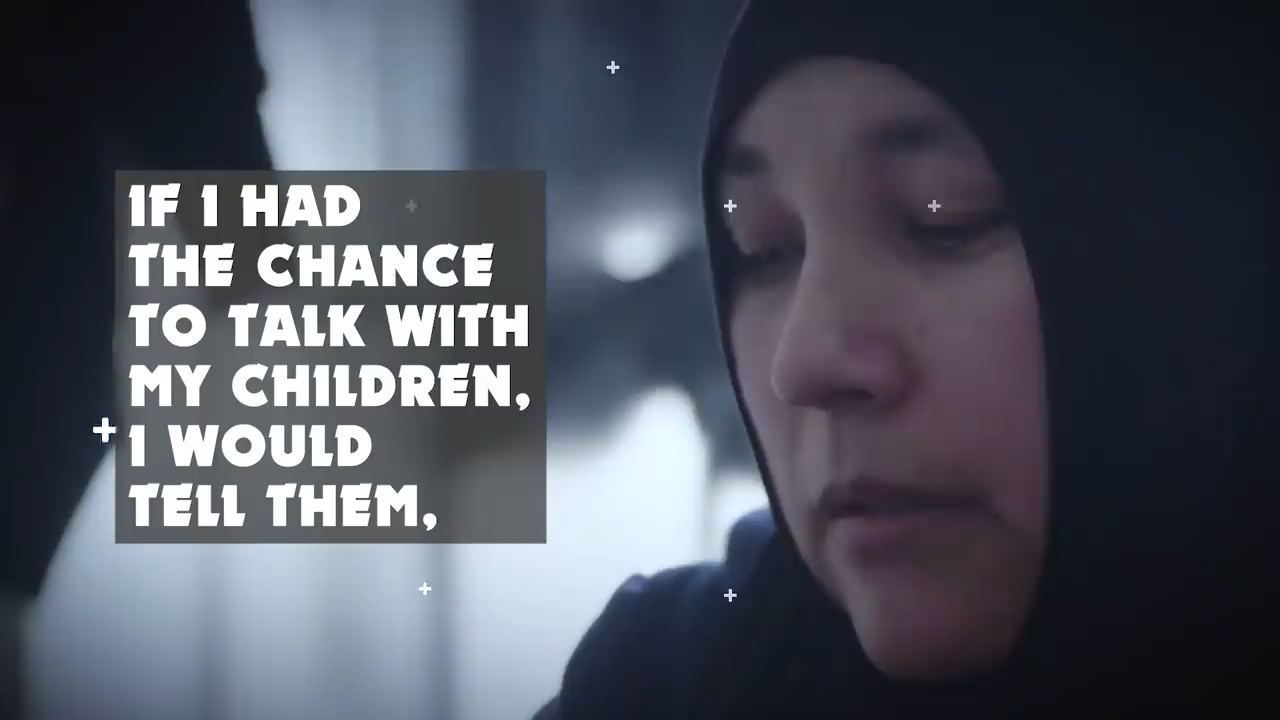 IF I HAD
THE CHANCE
TO TALK WITH
MY CHILDREN,
I WOULD
TELL THEM,